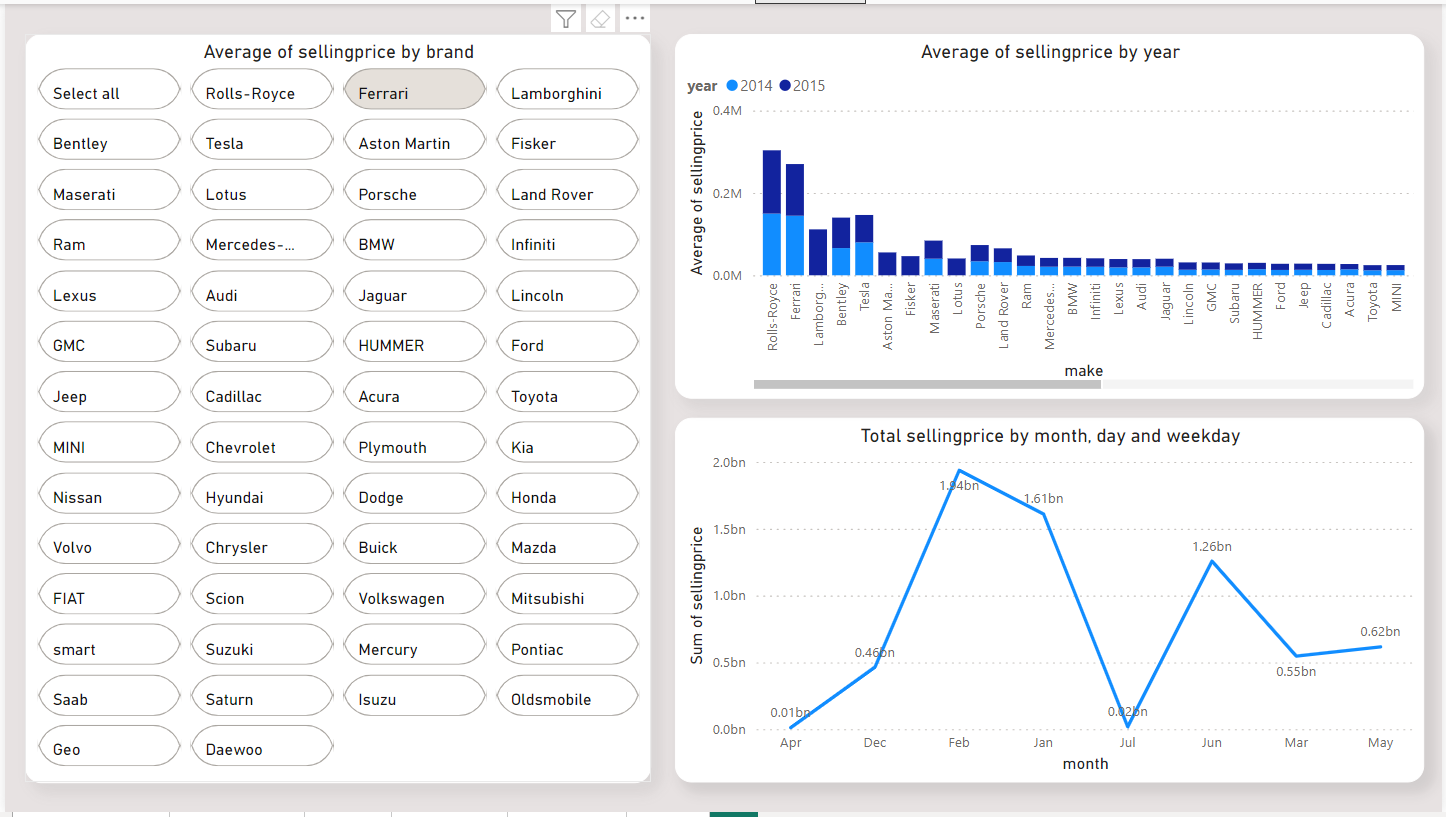 Average of sellingprice by brand
Select all
Rolls-Royce
Ferrari
Lamborghini
Bentley
Tesla
Aston Martin
Fisker
Maserati
Lotus
Porsche
Land Rover
Ram
Mercedes-...
BMW
Infiniti
Lexus
Audi
Jaguar
Lincoln
GMC
Subaru
HUMMER
Ford
Jeep
Cadillac
Acura
Toyota
MINI
Chevrolet
Plymouth
Kia
Nissan
Hyundai
Dodge
Honda
Volvo
Chrysler
Buick
Mazda
FIAT
Scion
Volkswagen
Mitsubishi
smart
Suzuki
Mercury
Pontiac
Saab
Saturn
Isuzu
Oldsmobile
Geo
Daewoo
Average of sellingprice by year
year 2014 2015
Average of sellingprice
0.4M
0.2M
0.0M
Rolls-Royce
Ferrari
Lamborg...
Bentley
Tesla
Aston Ma...
Fisker
Maserati
Lotus
Porsche
Land Rover
Ram
Mercedes...
BMW
Infiniti
Lexus
Audi
Jaguar
Lincoln
GMC
Subaru
HUMMER
Ford
Jeep
Cadillac
Acura
Toyota
MINI
make
Total sellingprice by month, day and weekday
Sum of sellingprice
2.0bn
1.5bn
1.0bn
0.5bn
0.0bn
0.01bn
0.46bn
1.94bn
1.61bn
0.02bn
1.26bn
0.55bn
0.62bn
Apr
Dec
Feb
Jan
Jul
Jun
Mar
May
month